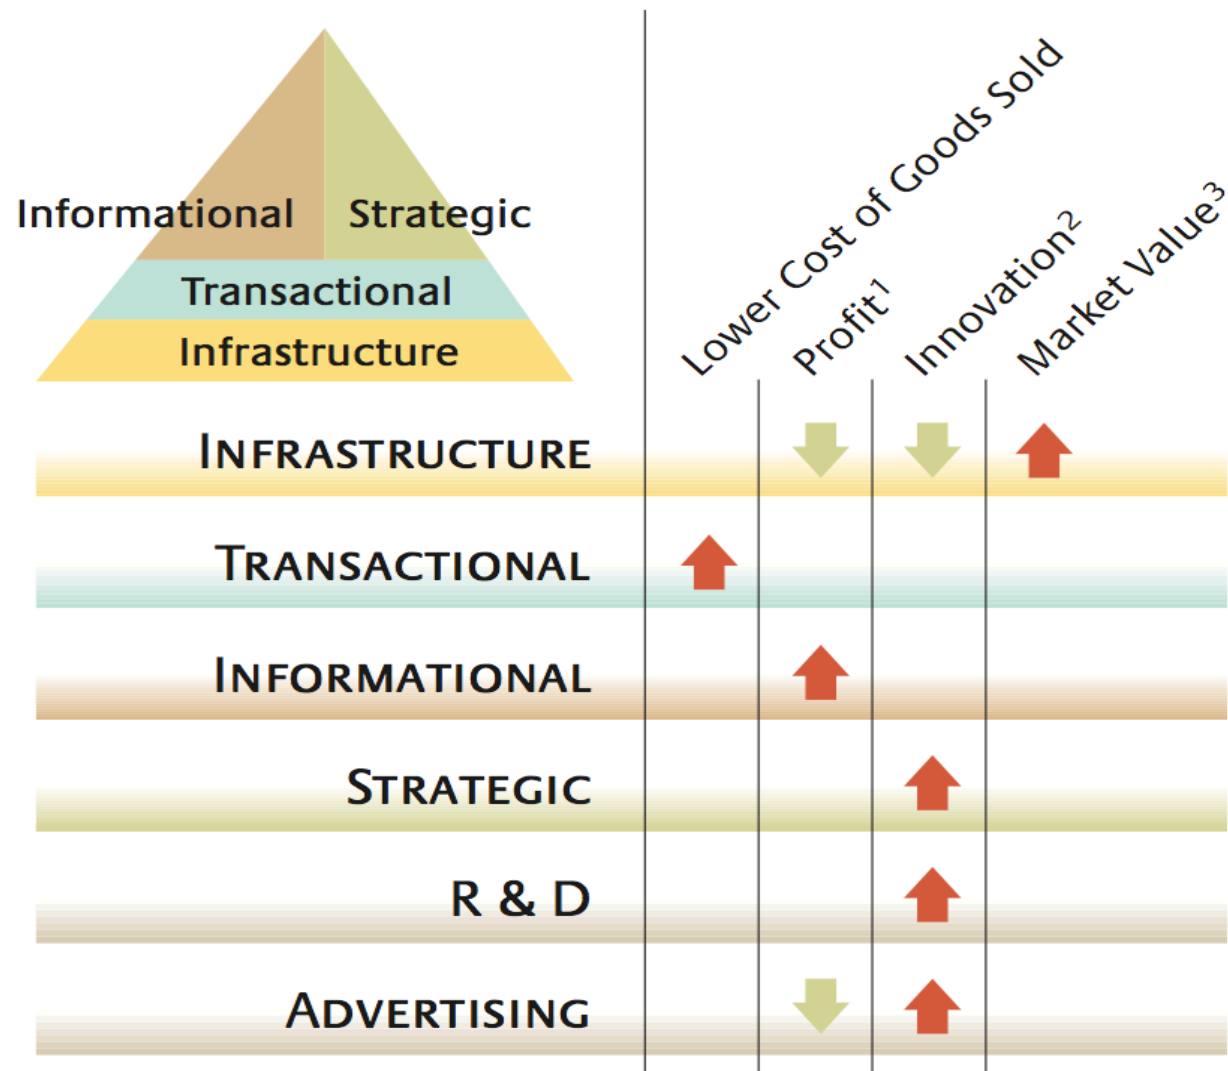 Informational
Strategic
Transactional
Infrastructure
Lower Cost of Goods Sold
Profit¹
Innovation²
Market Value³
INFRASTRUCTURE
TRANSACTIONAL
INFORMATIONAL
STRATEGIC
R & D
ADVERTISING